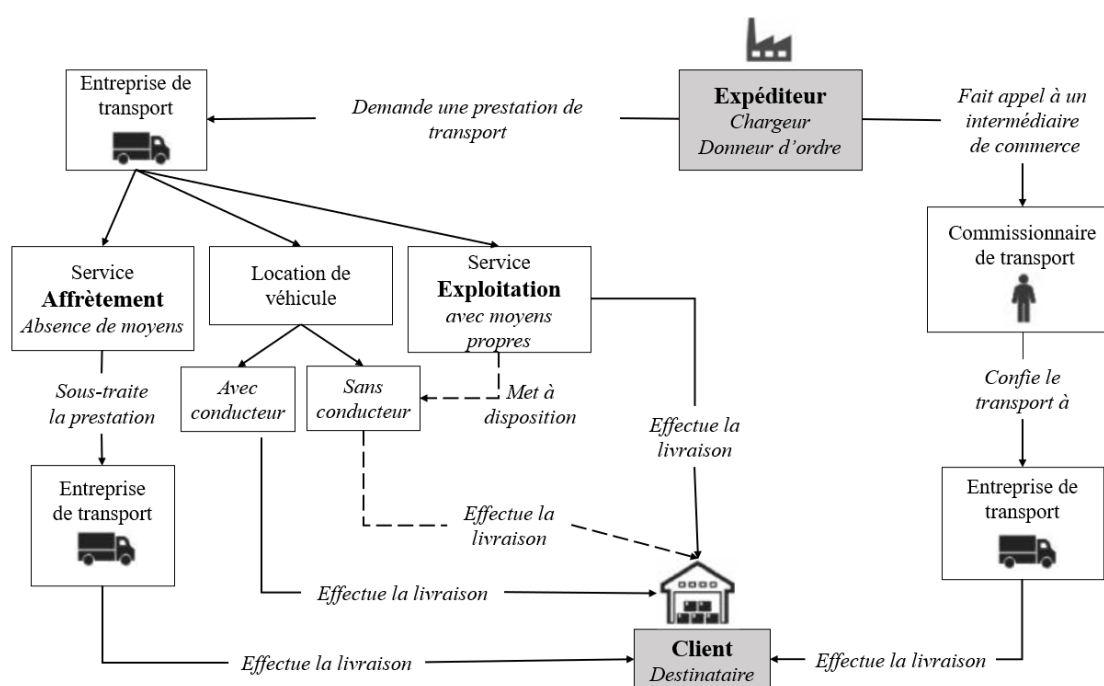 Entreprise de
transport
Demande une prestation de
transport
Expéditeur
Chargeur
Donneur d’ordre
Fait appel à un
intermédiaire
de commerce
Service
Affrètement
Absence de moyens
Location de
véhicule
Service
Exploitation
avec moyens
propres
Commissionnaire
de transport
Sous-traite
la prestation
Avec
conducteur
Sans
conducteur
Met à
disposition
Effectue la
livraison
Confie le
transport à
Entreprise
de transport
Effectue la
livraison
Entreprise de
transport
Effectue la livraison
Client
Destinataire
Effectue la livraison
Effectue la livraison